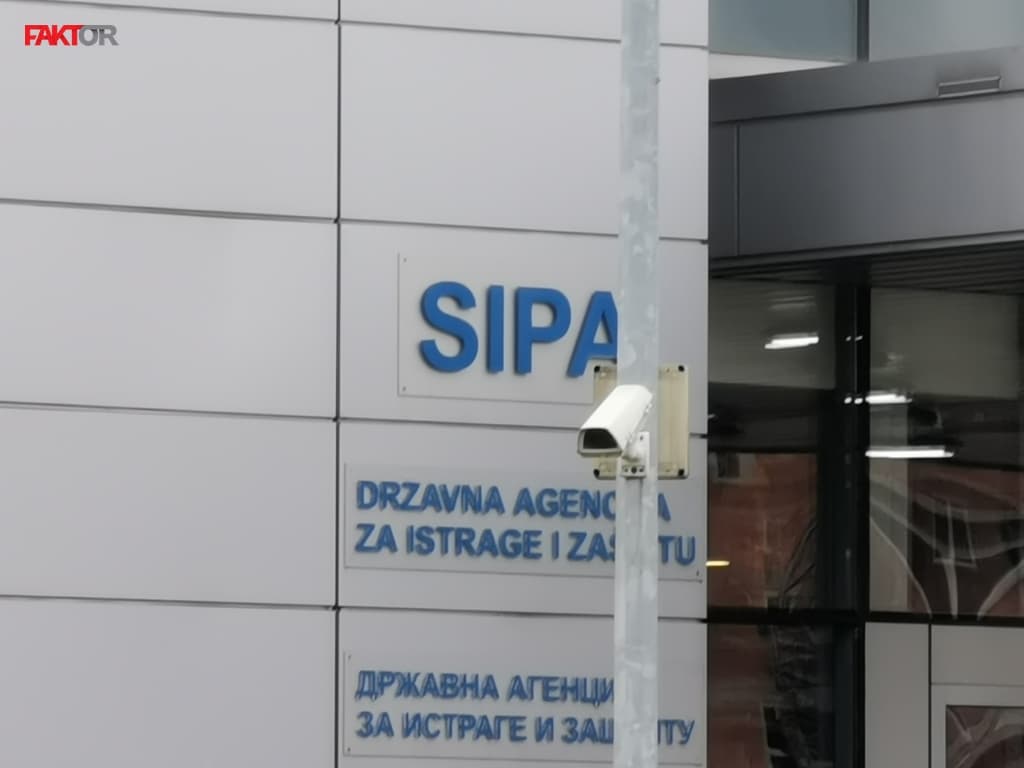 FAKTOR
SIPA
DRZAVNA
ZA ISTRAGE I
ДРЖАВНА
ЗА ИСТРАГЕ И